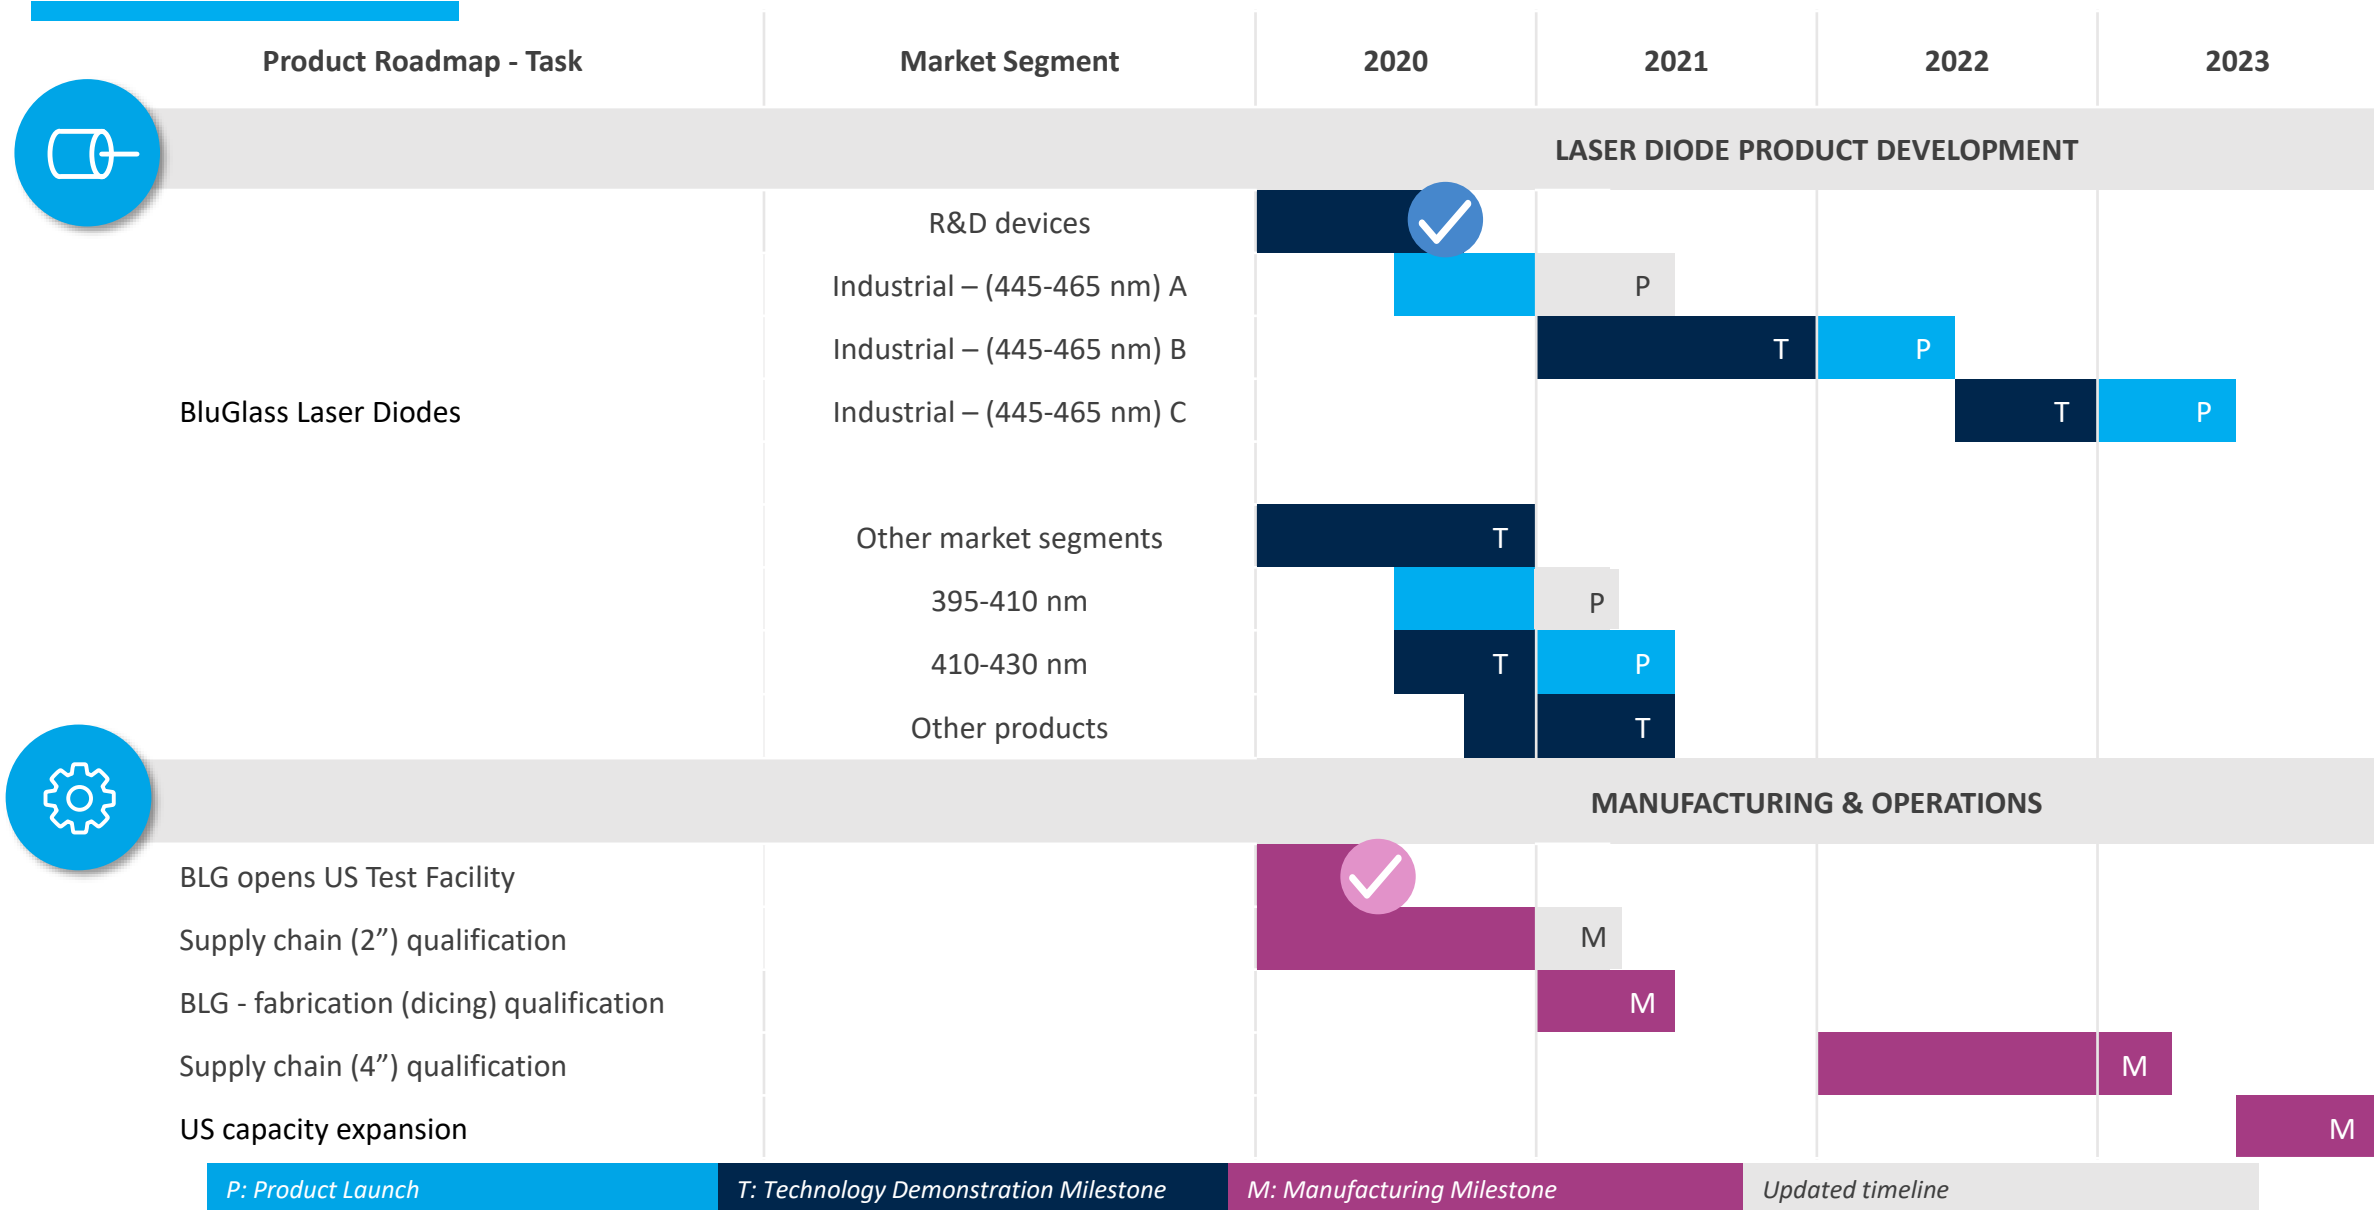 Product Roadmap - Task
Market Segment
2020
2021
2022
2023
LASER DIODE PRODUCT DEVELOPMENT
R&D devices
Industrial – (445-465 nm) A
P
Industrial – (445-465 nm) B
T
P
BluGlass Laser Diodes
Industrial – (445-465 nm) C
T
P
Other market segments
T
395-410 nm
P
410-430 nm
T
P
Other products
T
MANUFACTURING & OPERATIONS
BLG opens US Test Facility
Supply chain (2”) qualification
M
BLG - fabrication (dicing) qualification
M
Supply chain (4”) qualification
M
US capacity expansion
M
P: Product Launch
T: Technology Demonstration Milestone
M: Manufacturing Milestone
Updated timeline